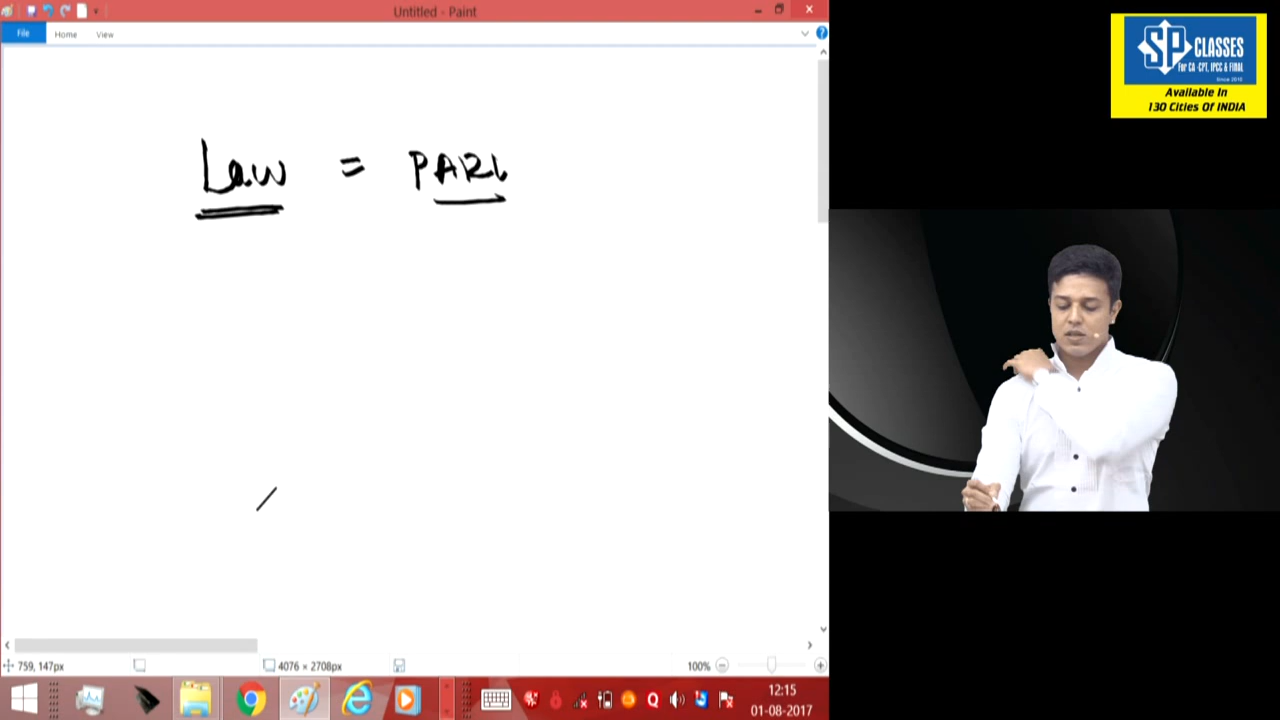 Untitled - Paint
File Home View
Law = PARL
759, 147px
4076 × 2708px
100%
12:15
01-08-2017
SP CLASSES
For CA -CPT, IPCC & FINAL
Since 2010
Available In
130 Cities Of INDIA